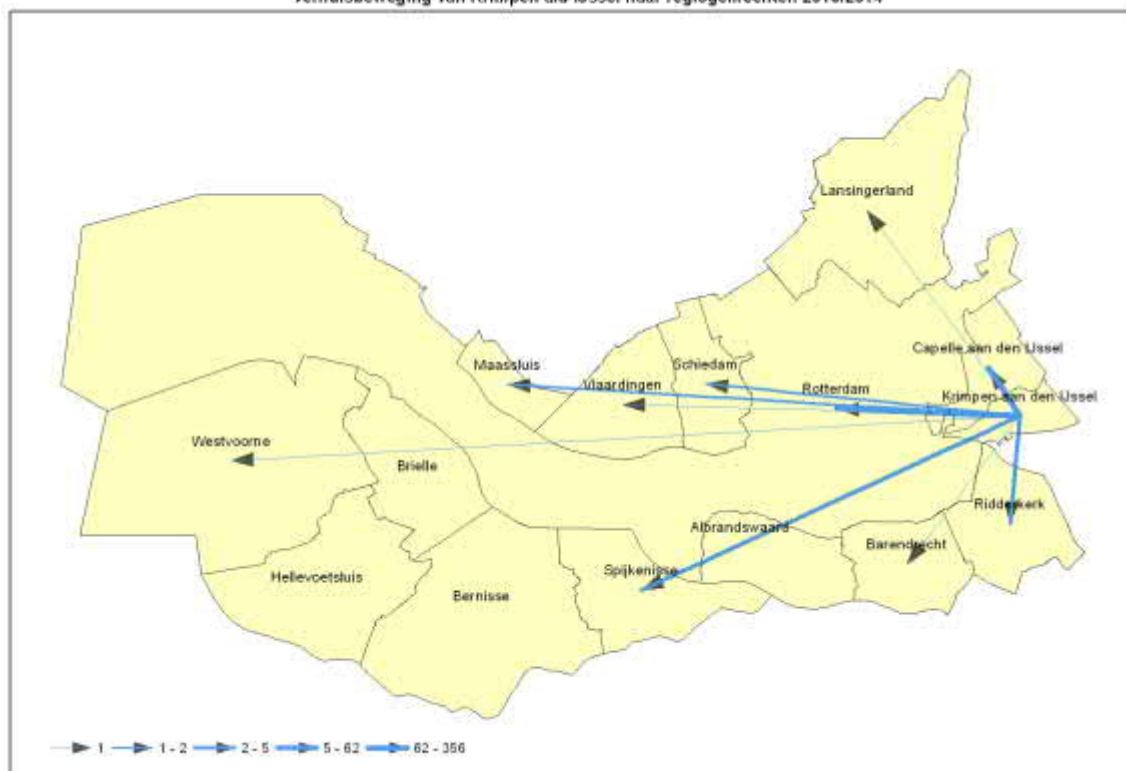 Lansingerland
Capelle aan den IJssel
Maassluis
Schiedam
Vlaardingen
Rotterdam
Krimpen aan den IJssel
Westvoorne
Brielle
Ridderkerk
Albrandswaard
Barendrecht
Spijkenisse
Hellevoetsluis
Bernisse
1 1 - 2 2 - 5 5 - 62 62 - 356